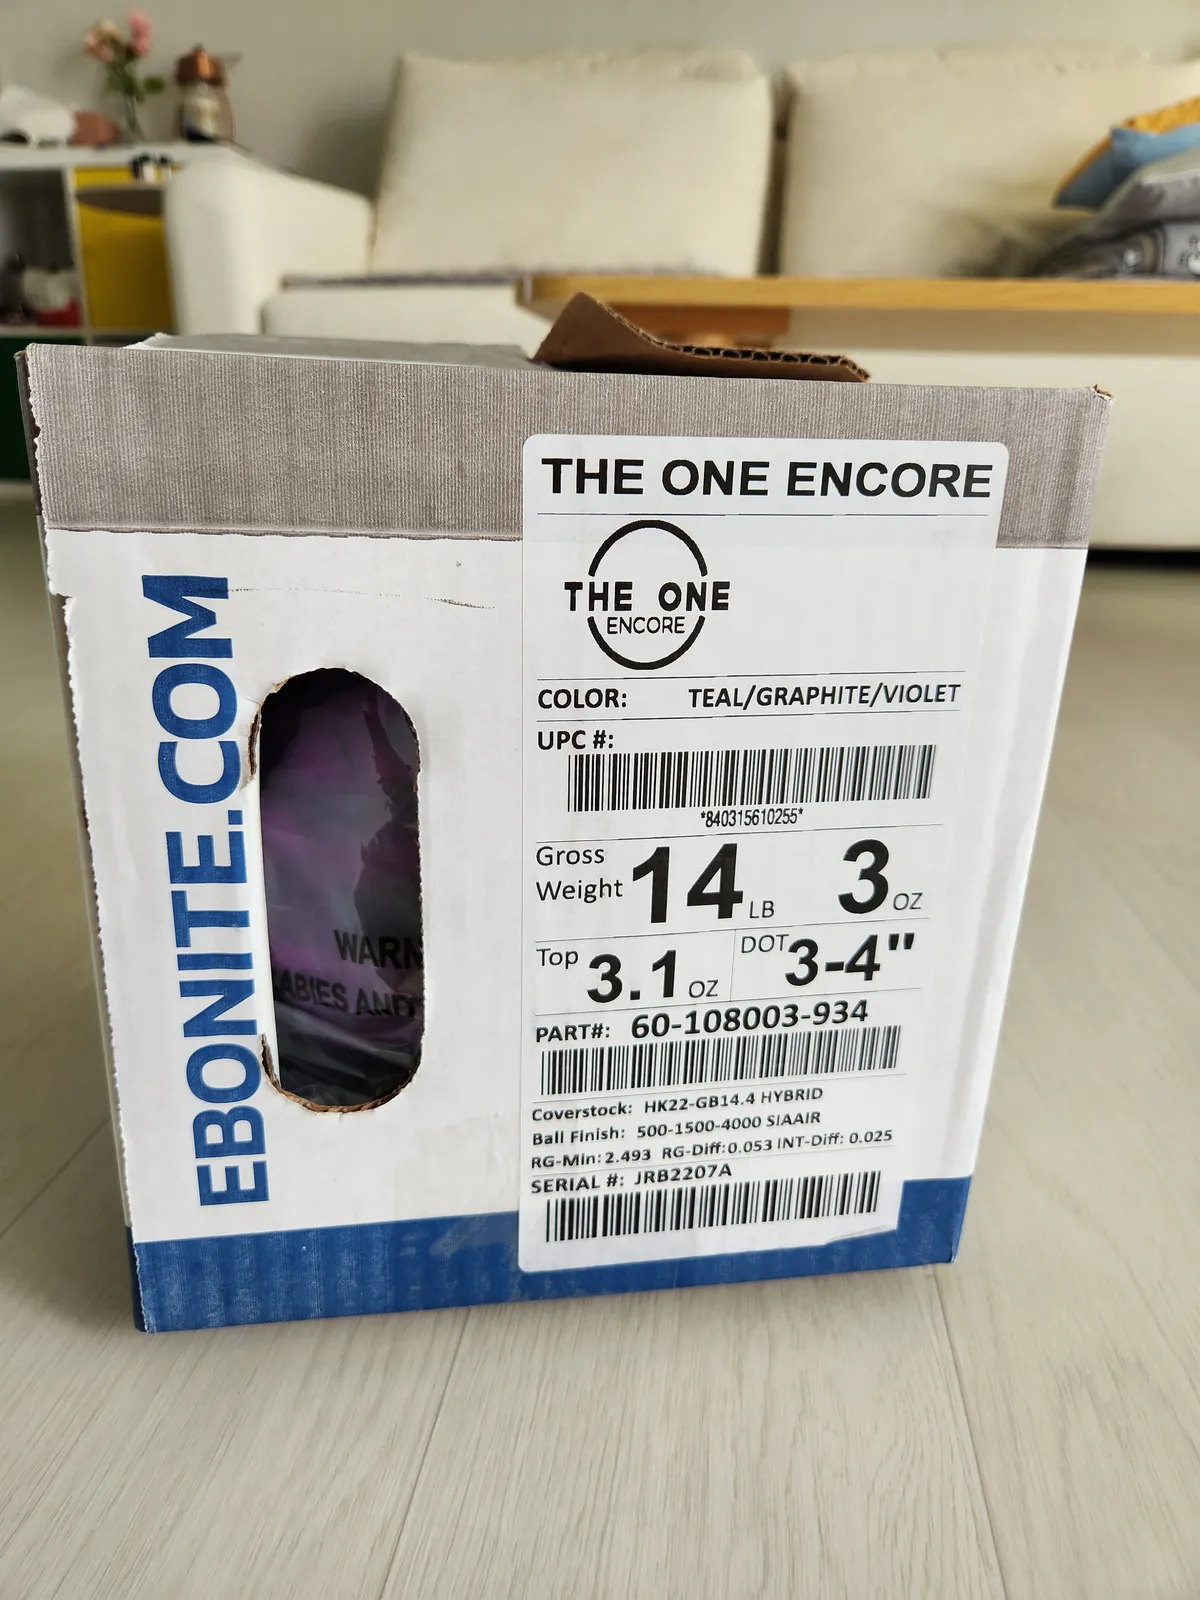 THE ONE ENCORE
THE ONE
ENCORE
COLOR: TEAL/GRAPHITE/VIOLET
UPC #:
*840315610255*
Gross Weight 14 LB 3 OZ
Top 3.1 OZ DOT 3-4"
PART#: 60-108003-934
Coverstock: HK22-GB14.4 HYBRID
Ball Finish: 500-1500-4000 SIAAIR
RG-Min: 2.493 RG-Diff: 0.053 INT-Diff: 0.025
SERIAL #: JRB2207A
EBONITE.COM
WARN
ABIES AND